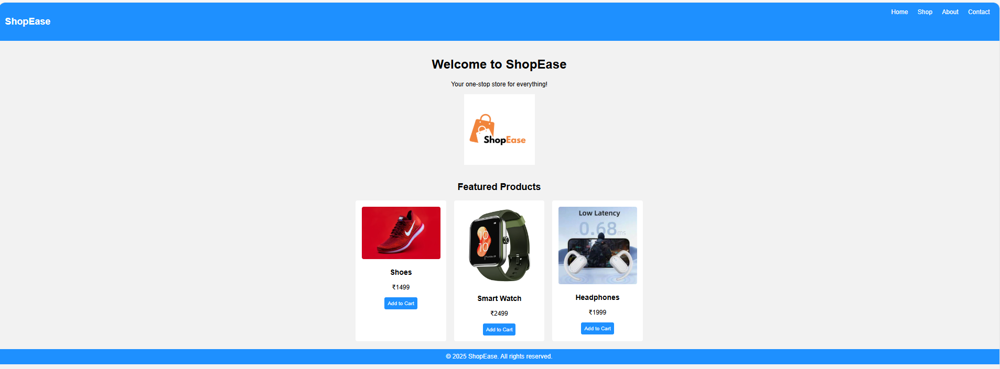 ShopEase
Home Shop About Contact
Welcome to ShopEase
Your one-stop store for everything!
ShopEase
Featured Products
Low Latency
<0.68ms
10
10
Shoes
₹1499
Add to Cart
Smart Watch
₹2499
Add to Cart
Headphones
₹1999
Add to Cart
© 2025 ShopEase. All rights reserved.